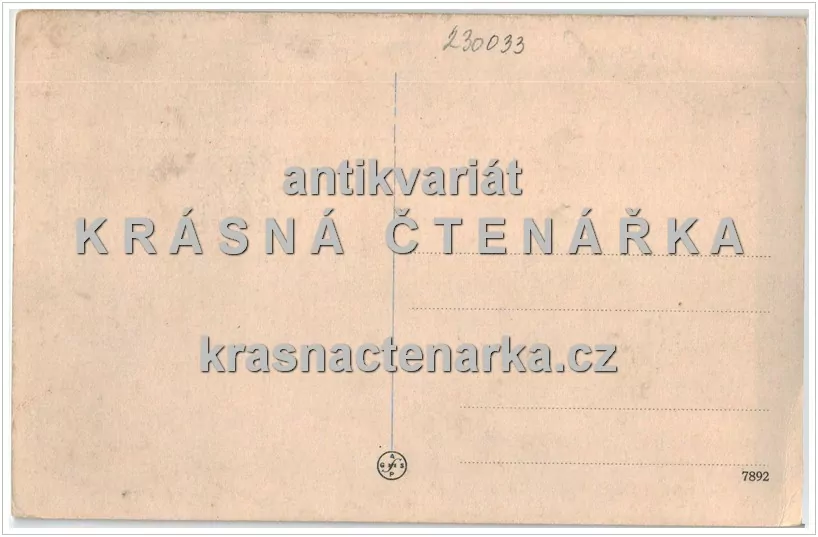 230033
antikvariát
KRÁSNÁ ČTENÁŘKA
krasnactenarka.cz
7892